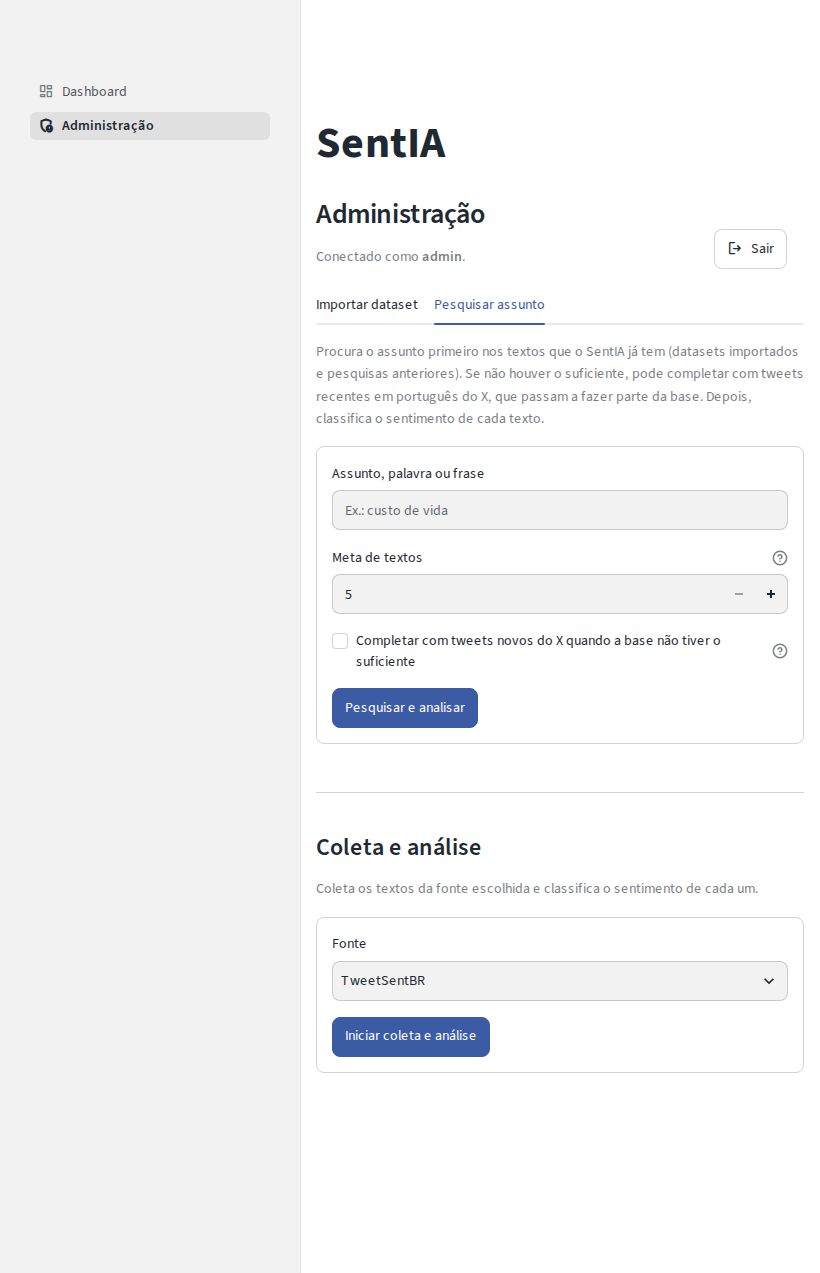 Dashboard
Administração
SentIA
Administração
Conectado como admin.
Sair
Importar dataset
Pesquisar assunto
Procura o assunto primeiro nos textos que o SentIA já tem (datasets importados
e pesquisas anteriores). Se não houver o suficiente, pode completar com tweets
recentes em português do X, que passam a fazer parte da base. Depois,
classifica o sentimento de cada texto.
Assunto, palavra ou frase
Ex.: custo de vida
Meta de textos
5
Completar com tweets novos do X quando a base não tiver o
suficiente
Pesquisar e analisar
Coleta e análise
Coleta os textos da fonte escolhida e classifica o sentimento de cada um.
Fonte
TweetSentBR
Iniciar coleta e análise